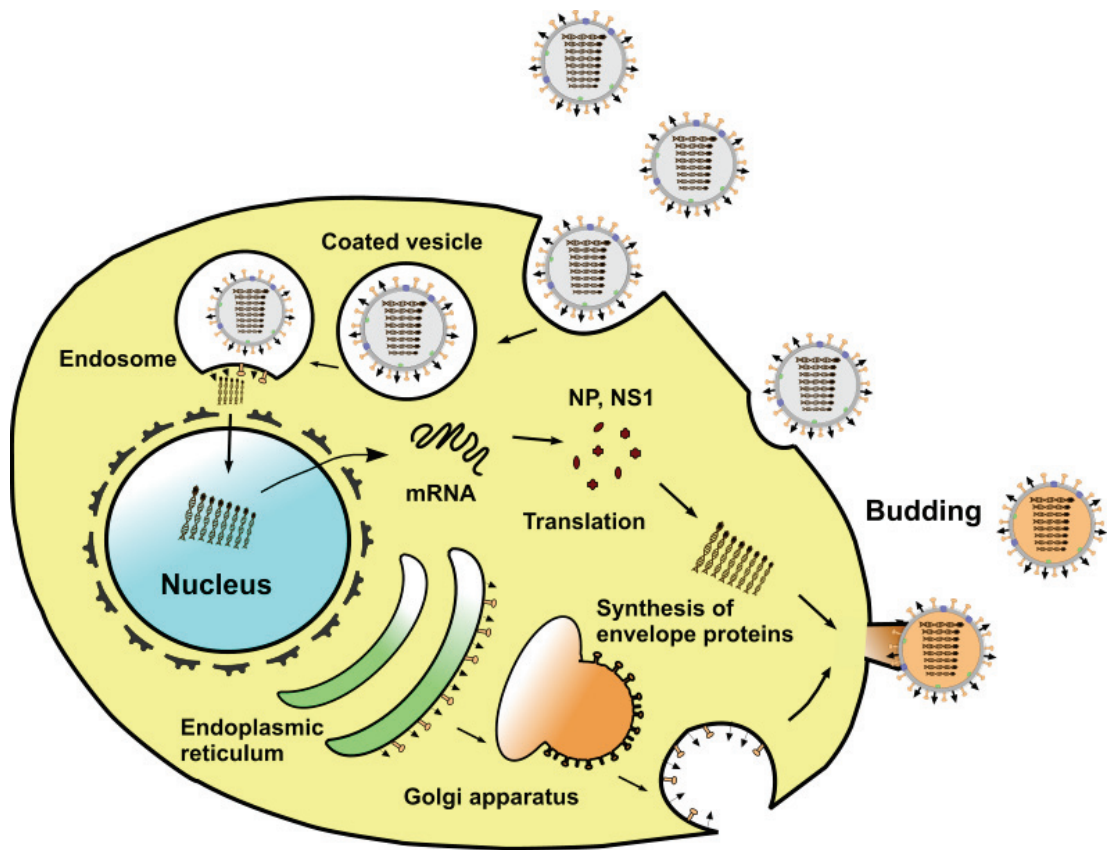 Coated vesicle
Endosome
NP, NS1
mRNA
Translation
Budding
Nucleus
Synthesis of
envelope proteins
Endoplasmic
reticulum
Golgi apparatus